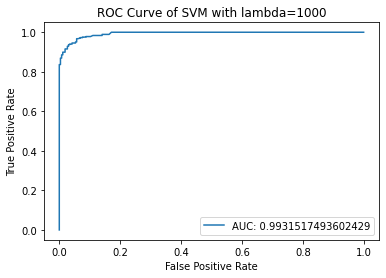 ROC Curve of SVM with lambda=1000
True Positive Rate
1.0
0.8
0.6
0.4
0.2
0.0
AUC: 0.9931517493602429
0.0 0.2 0.4 0.6 0.8 1.0
False Positive Rate